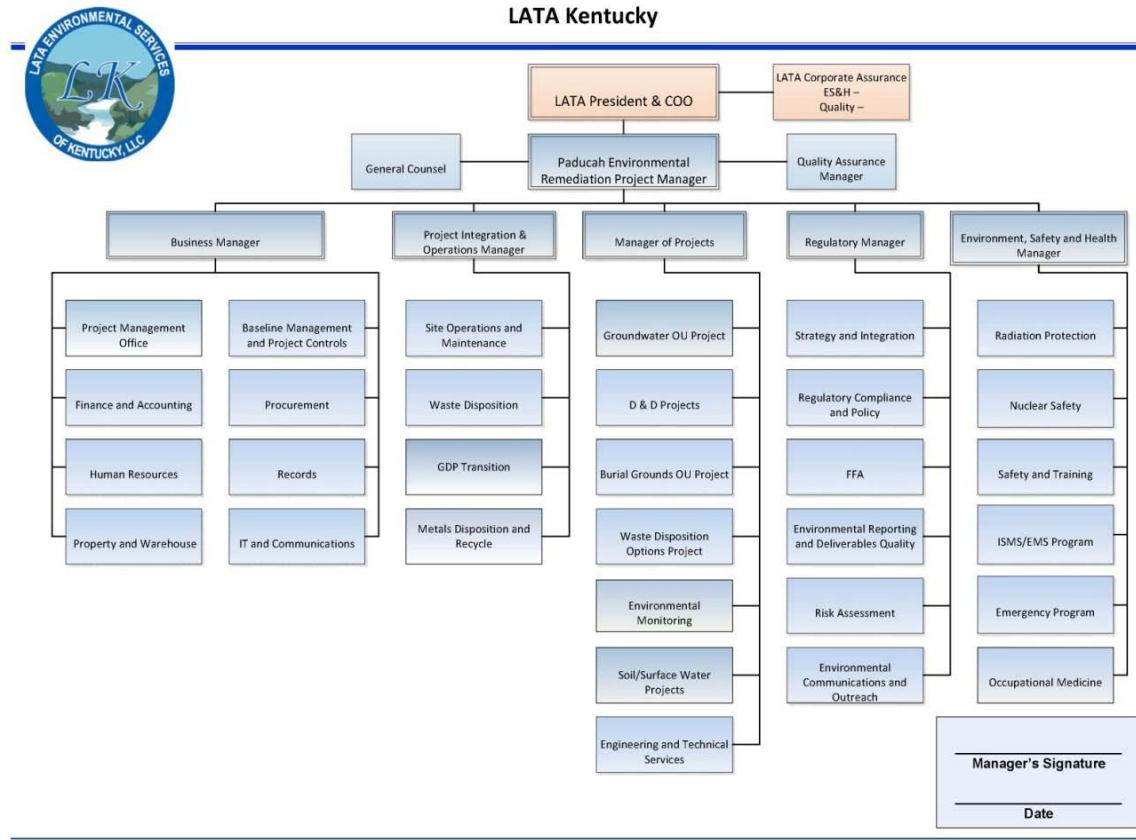 LATA Kentucky
LATA ENVIRONMENTAL SERVICES
LK
OF KENTUCKY, LLC
LATA President & COO
LATA Corporate Assurance
ES&H –
Quality –
General Counsel
Paducah Environmental
Remediation Project Manager
Quality Assurance
Manager
Business Manager
Project Integration &
Operations Manager
Manager of Projects
Regulatory Manager
Environment, Safety and Health
Manager
Project Management
Office
Baseline Management
and Project Controls
Finance and Accounting
Procurement
Human Resources
Records
Property and Warehouse
IT and Communications
Site Operations and
Maintenance
Waste Disposition
GDP Transition
Metals Disposition and
Recycle
Groundwater OU Project
D & D Projects
Burial Grounds OU Project
Waste Disposition
Options Project
Environmental
Monitoring
Soil/Surface Water
Projects
Engineering and Technical
Services
Strategy and Integration
Regulatory Compliance
and Policy
FFA
Environmental Reporting
and Deliverables Quality
Risk Assessment
Environmental
Communications and
Outreach
Radiation Protection
Nuclear Safety
Safety and Training
ISMS/EMS Program
Emergency Program
Occupational Medicine
Manager's Signature
Date